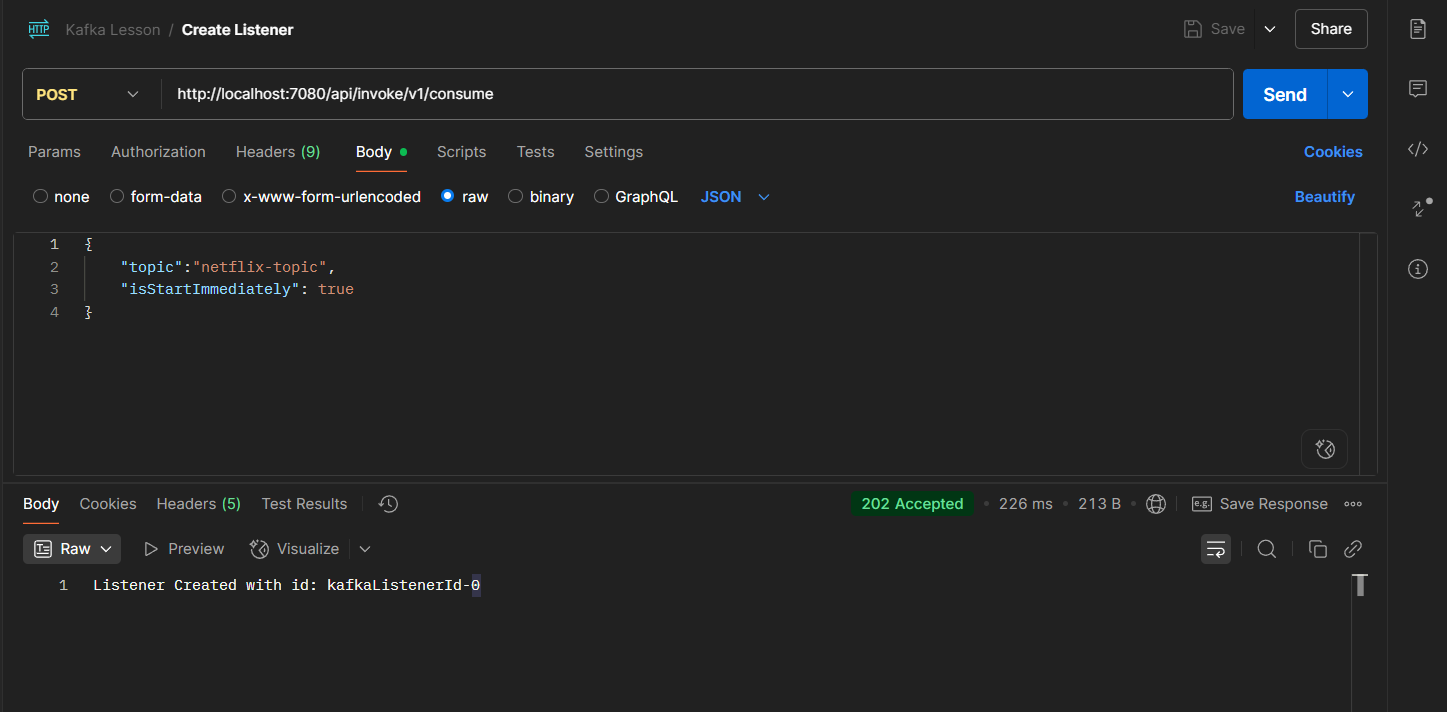 HTTP Kafka Lesson / Create Listener Save Share
POST http://localhost:7080/api/invoke/v1/consume Send
Params Authorization Headers (9) Body Scripts Tests Settings Cookies
none form-data x-www-form-urlencoded raw binary GraphQL JSON Beautify
1 {
2 "topic":"netflix-topic",
3 "isStartImmediately": true
4 }
Body Cookies Headers (5) Test Results 202 Accepted • 226 ms • 213 B • e.g. Save Response
Raw Preview Visualize
1 Listener Created with id: kafkaListenerId-0